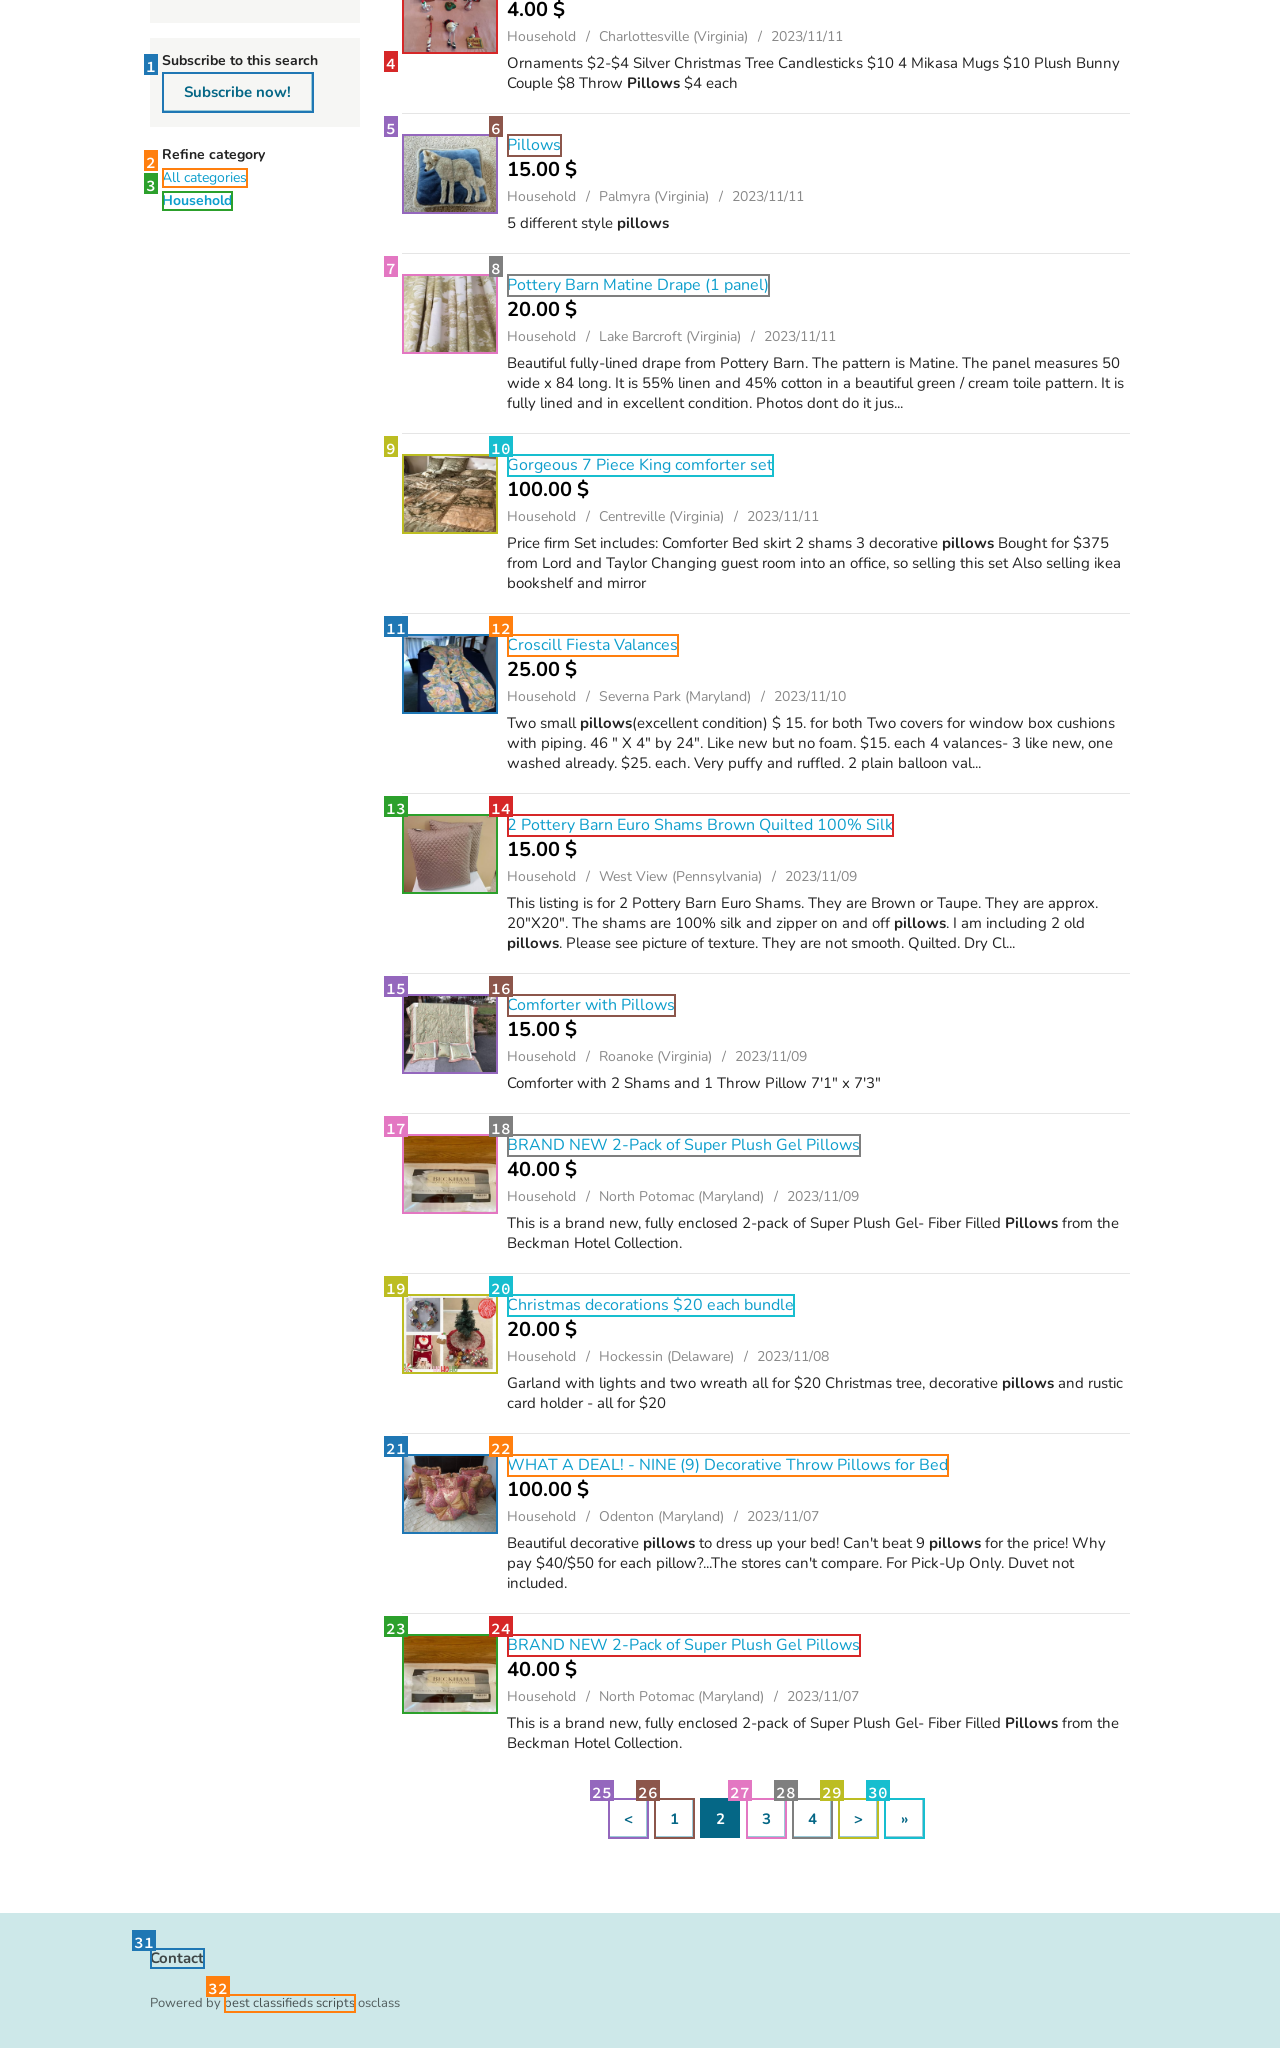 4.00 $
Household / Charlottesville (Virginia) / 2023/11/11
Ornaments $2-$4 Silver Christmas Tree Candlesticks $10 4 Mikasa Mugs $10 Plush Bunny
Couple $8 Throw Pillows $4 each
1
Subscribe to this search
Subscribe now!
2
Refine category
All categories
3
Household
4
5
6
Pillows
15.00 $
Household / Palmyra (Virginia) / 2023/11/11
5 different style pillows
7
8
Pottery Barn Matine Drape (1 panel)
20.00 $
Household / Lake Barcroft (Virginia) / 2023/11/11
Beautiful fully-lined drape from Pottery Barn. The pattern is Matine. The panel measures 50
wide x 84 long. It is 55% linen and 45% cotton in a beautiful green / cream toile pattern. It is
fully lined and in excellent condition. Photos dont do it jus...
9
10
Gorgeous 7 Piece King comforter set
100.00 $
Household / Centreville (Virginia) / 2023/11/11
Price firm Set includes: Comforter Bed skirt 2 shams 3 decorative pillows Bought for $375
from Lord and Taylor Changing guest room into an office, so selling this set Also selling ikea
bookshelf and mirror
11
12
Croscill Fiesta Valances
25.00 $
Household / Severna Park (Maryland) / 2023/11/10
Two small pillows(excellent condition) $ 15. for both Two covers for window box cushions
with piping. 46 " X 4" by 24". Like new but no foam. $15. each 4 valances- 3 like new, one
washed already. $25. each. Very puffy and ruffled. 2 plain balloon val...
13
14
2 Pottery Barn Euro Shams Brown Quilted 100% Silk
15.00 $
Household / West View (Pennsylvania) / 2023/11/09
This listing is for 2 Pottery Barn Euro Shams. They are Brown or Taupe. They are approx.
20"X20". The shams are 100% silk and zipper on and off pillows. I am including 2 old
pillows. Please see picture of texture. They are not smooth. Quilted. Dry Cl...
15
16
Comforter with Pillows
15.00 $
Household / Roanoke (Virginia) / 2023/11/09
Comforter with 2 Shams and 1 Throw Pillow 7'1" x 7'3"
17
18
BRAND NEW 2-Pack of Super Plush Gel Pillows
40.00 $
Household / North Potomac (Maryland) / 2023/11/09
This is a brand new, fully enclosed 2-pack of Super Plush Gel- Fiber Filled Pillows from the
Beckman Hotel Collection.
BECKHAM
19
20
Christmas decorations $20 each bundle
20.00 $
Household / Hockessin (Delaware) / 2023/11/08
Garland with lights and two wreath all for $20 Christmas tree, decorative pillows and rustic
card holder - all for $20
21
22
WHAT A DEAL! - NINE (9) Decorative Throw Pillows for Bed
100.00 $
Household / Odenton (Maryland) / 2023/11/07
Beautiful decorative pillows to dress up your bed! Can't beat 9 pillows for the price! Why
pay $40/$50 for each pillow?...The stores can't compare. For Pick-Up Only. Duvet not
included.
23
24
BRAND NEW 2-Pack of Super Plush Gel Pillows
40.00 $
Household / North Potomac (Maryland) / 2023/11/07
This is a brand new, fully enclosed 2-pack of Super Plush Gel- Fiber Filled Pillows from the
Beckman Hotel Collection.
BECKHAM
25 26 27 28 29 30
< 1 2 3 4 > »
31
Contact
32
Powered by best classifieds scripts osclass